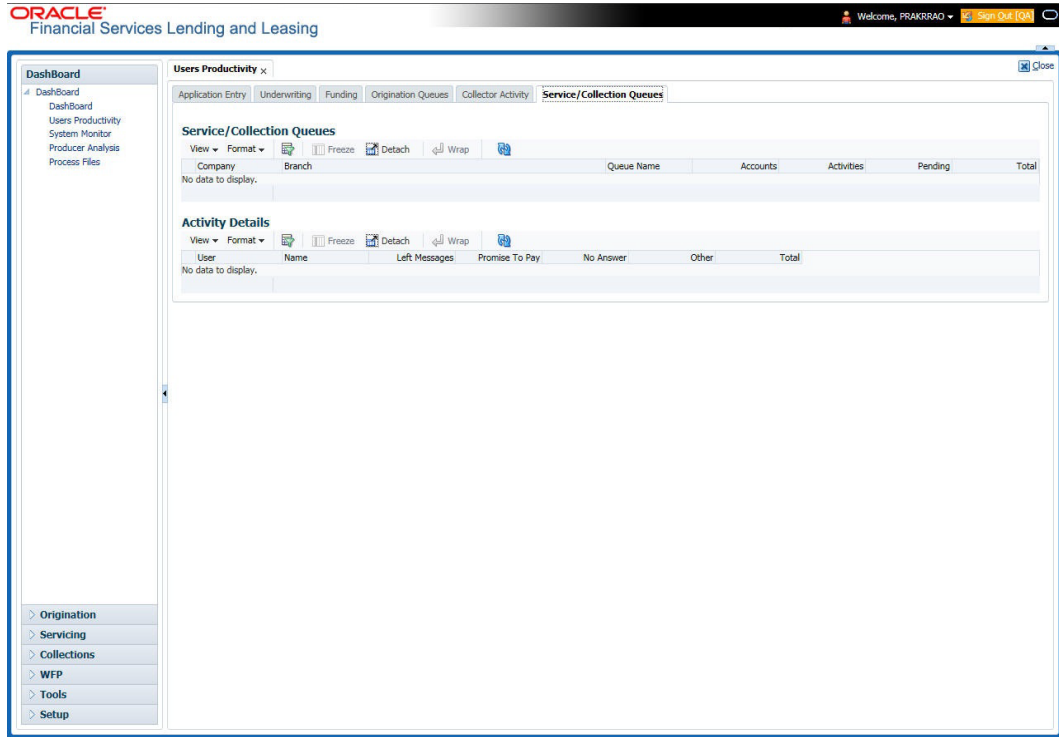 ORACLE
Financial Services Lending and Leasing
Welcome, PRAKRRAO
Sign Out [QA]
Close
DashBoard
DashBoard
DashBoard
Users Productivity
System Monitor
Producer Analysis
Process Files
Origination
Servicing
Collections
WFP
Tools
Setup
Users Productivity x
Application Entry Underwriting Funding Origination Queues Collector Activity Service/Collection Queues
Service/Collection Queues
View Format Freeze Detach Wrap
Company Branch Queue Name Accounts Activities Pending Total
No data to display.
Activity Details
View Format Freeze Detach Wrap
User Name Left Messages Promise To Pay No Answer Other Total
No data to display.